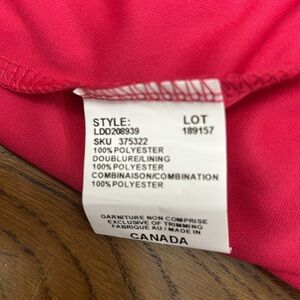 STYLE: LOT
LDD208939 189157
SKU 375322
100% POLYESTER
DOUBLURE/LINING
100% POLYESTER
COMBINAISON/COMBINATION
100% POLYESTER
GARNITURE NON COMPRISE
EXCLUSIVE OF TRIMMING
FABRIQUE AU / MADE IN
CANADA